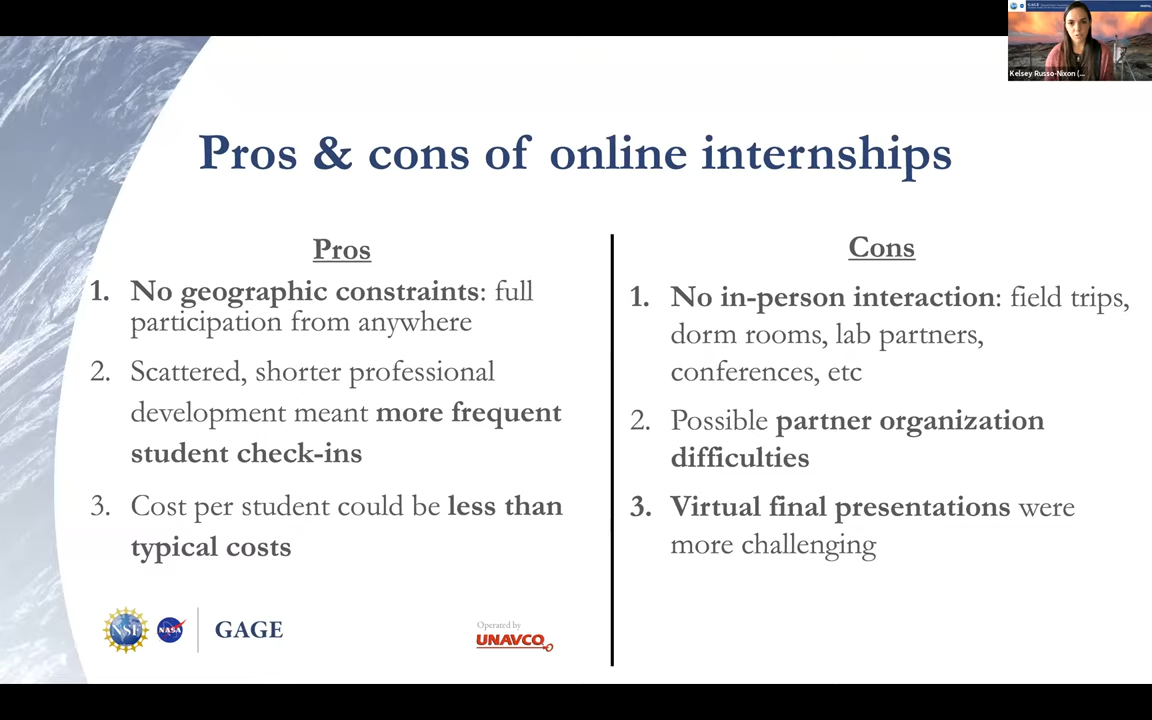 Kelsey Russo-Nixon (...
Pros & cons of online internships
Pros
1. No geographic constraints: full
participation from anywhere
2. Scattered, shorter professional
development meant more frequent
student check-ins
3. Cost per student could be less than
typical costs
Cons
1. No in-person interaction: field trips,
dorm rooms, lab partners,
conferences, etc
2. Possible partner organization
difficulties
3. Virtual final presentations were
more challenging
NSF
NASA
GAGE
Operated by
UNAVCO